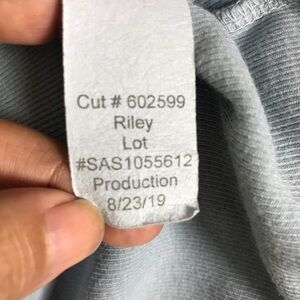 Cut # 602599
Riley
Lot
#SAS1055612
Production
8/23/19